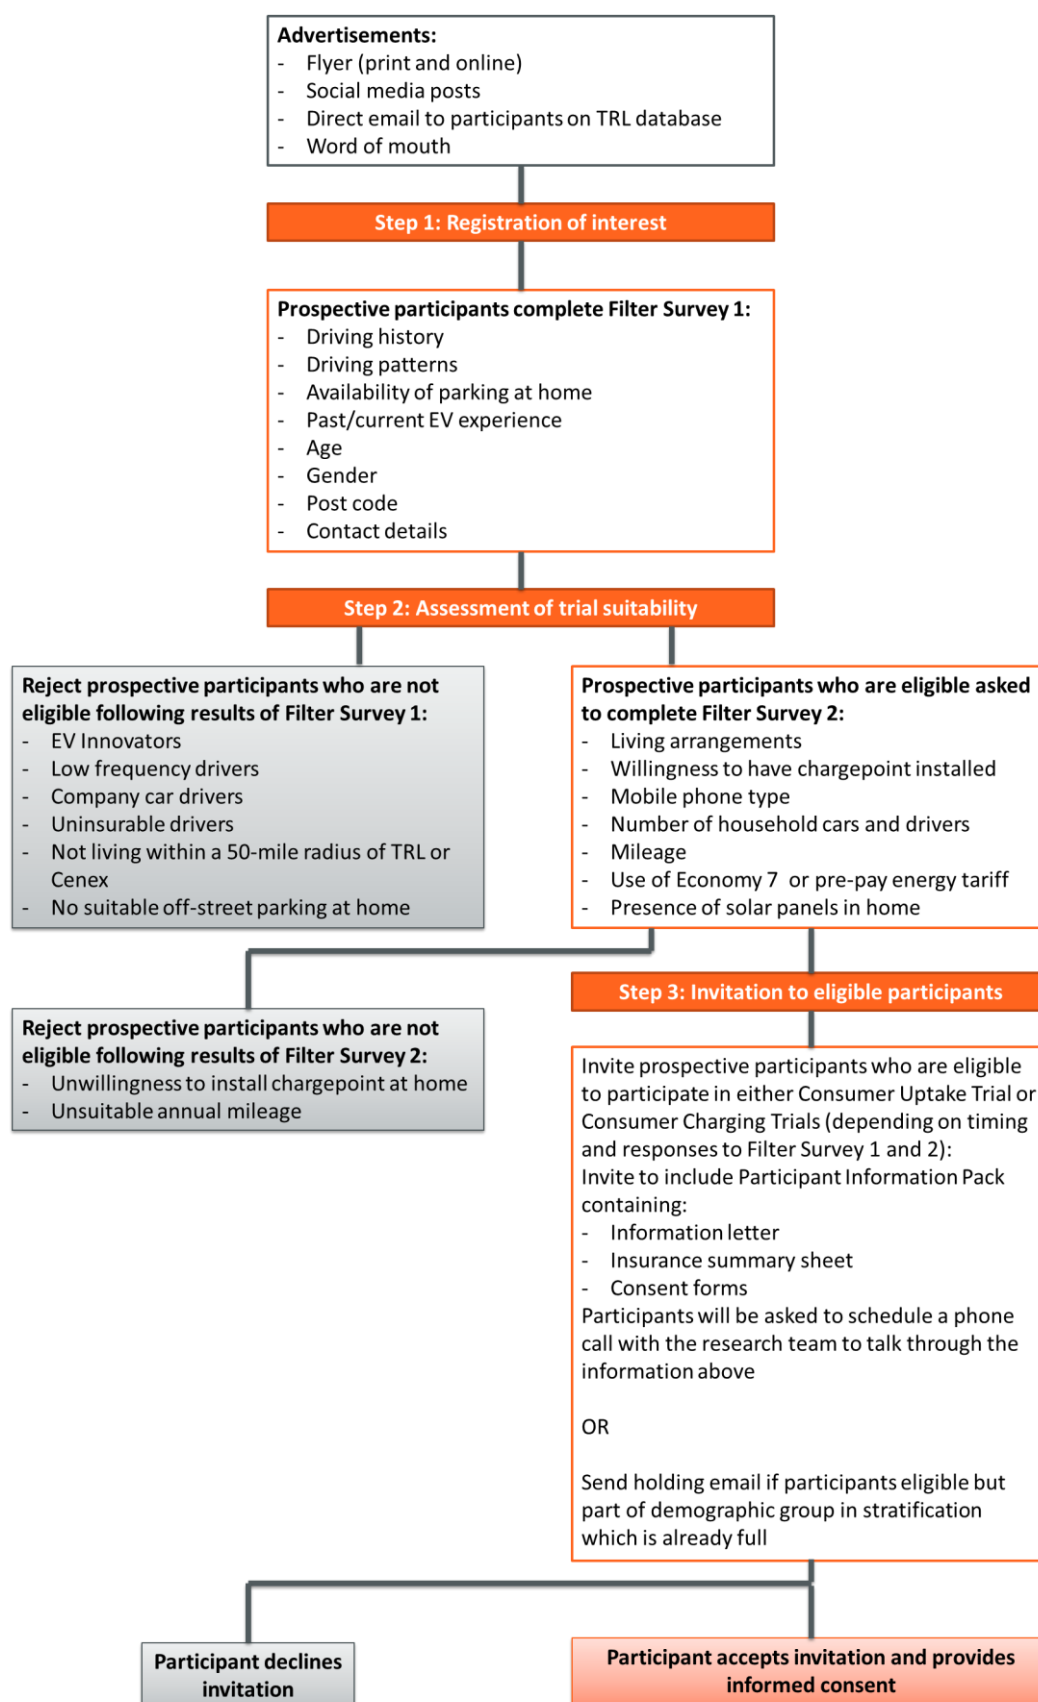 Advertisements:
- Flyer (print and online)
- Social media posts
- Direct email to participants on TRL database
- Word of mouth
Step 1: Registration of interest
Prospective participants complete Filter Survey 1:
- Driving history
- Driving patterns
- Availability of parking at home
- Past/current EV experience
- Age
- Gender
- Post code
- Contact details
Step 2: Assessment of trial suitability
Reject prospective participants who are not
eligible following results of Filter Survey 1:
- EV Innovators
- Low frequency drivers
- Company car drivers
- Uninsurable drivers
- Not living within a 50-mile radius of TRL or
Cenex
- No suitable off-street parking at home
Prospective participants who are eligible asked
to complete Filter Survey 2:
- Living arrangements
- Willingness to have chargepoint installed
- Mobile phone type
- Number of household cars and drivers
- Mileage
- Use of Economy 7 or pre-pay energy tariff
- Presence of solar panels in home
Reject prospective participants who are not
eligible following results of Filter Survey 2:
- Unwillingness to install chargepoint at home
- Unsuitable annual mileage
Step 3: Invitation to eligible participants
Invite prospective participants who are eligible
to participate in either Consumer Uptake Trial or
Consumer Charging Trials (depending on timing
and responses to Filter Survey 1 and 2):
Invite to include Participant Information Pack
containing:
- Information letter
- Insurance summary sheet
- Consent forms
Participants will be asked to schedule a phone
call with the research team to talk through the
information above
OR
Send holding email if participants eligible but
part of demographic group in stratification
which is already full
Participant declines
invitation
Participant accepts invitation and provides
informed consent